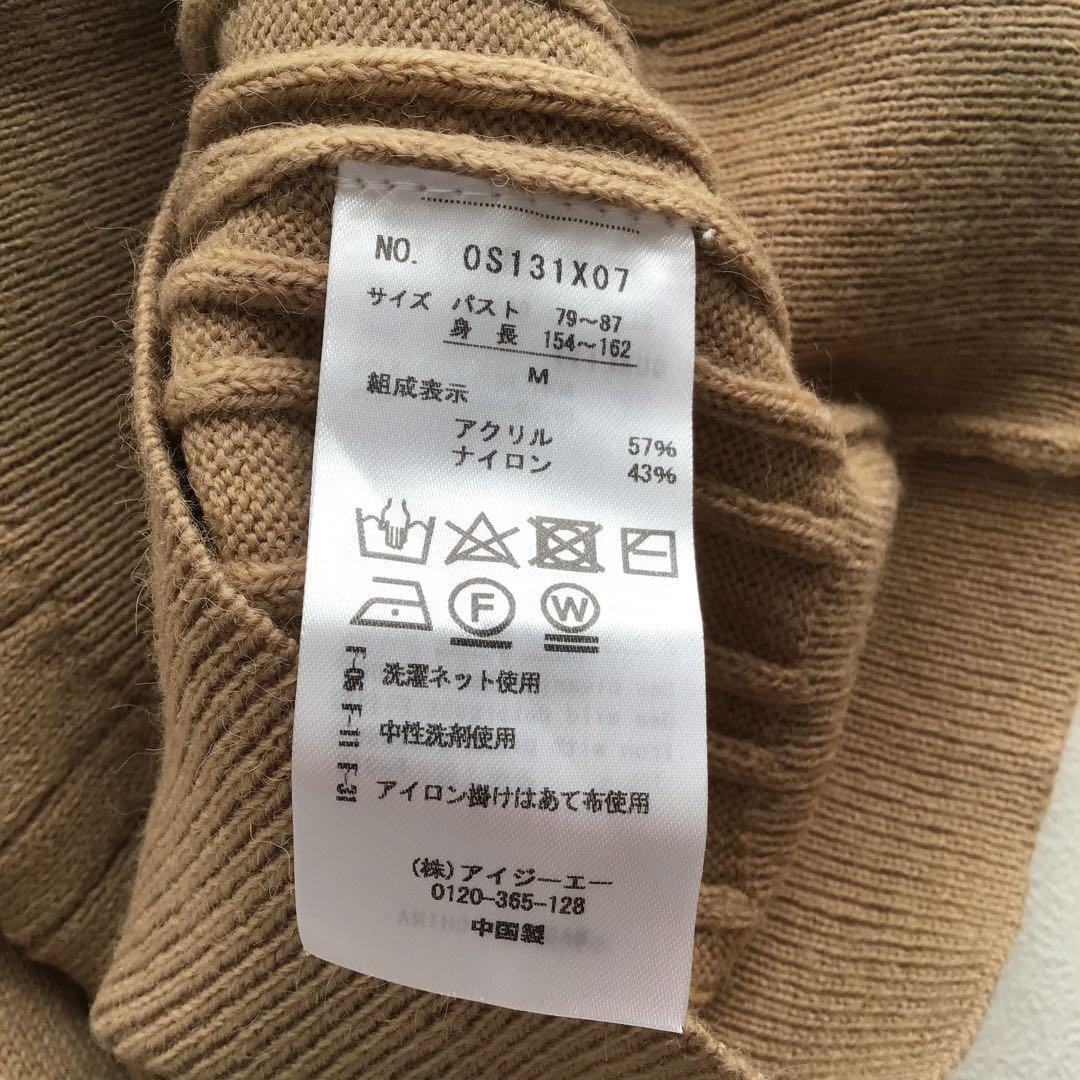 NO. 0S131X07
サイズ バスト 79〜87
身長 154〜162
M
組成表示
アクリル 57%
ナイロン 43%
F
W
洗濯ネット使用
中性洗剤使用
アイロン掛けはあて布使用
(株)アイジーエー
0120-365-128
中国製